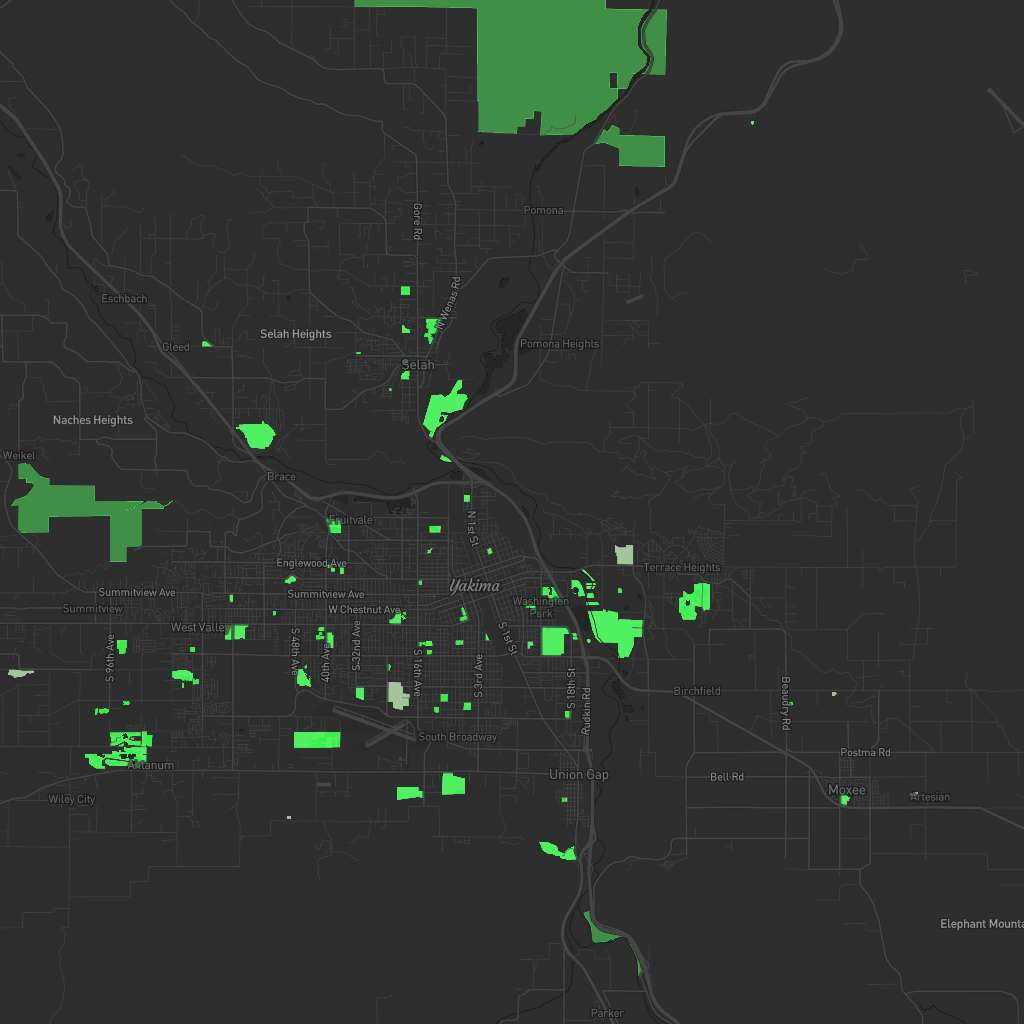 Pomona
Gore Rd
N Wenas Rd
Eschbach
Selah Heights
Gleed
Pomona Heights
Selah
Naches Heights
Weikel
Brace
Fruitvale
N 1st St
Englewood Ave
Terrace Heights
Summitview Ave
Summitview Ave
Yakima
Summitview
W Chestnut Ave
Washington
Park
West Valley
S 96th Ave
S 48th Ave
40th Ave
S 32nd Ave
S 16th Ave
S 3rd Ave
S 1st St
S 18th St
Rudkin Rd
Birchfield
Beaudry Rd
South Broadway
Postma Rd
Ahtanum
Union Gap
Bell Rd
Moxee
Wiley City
Artesian
Elephant Mounta
Parker